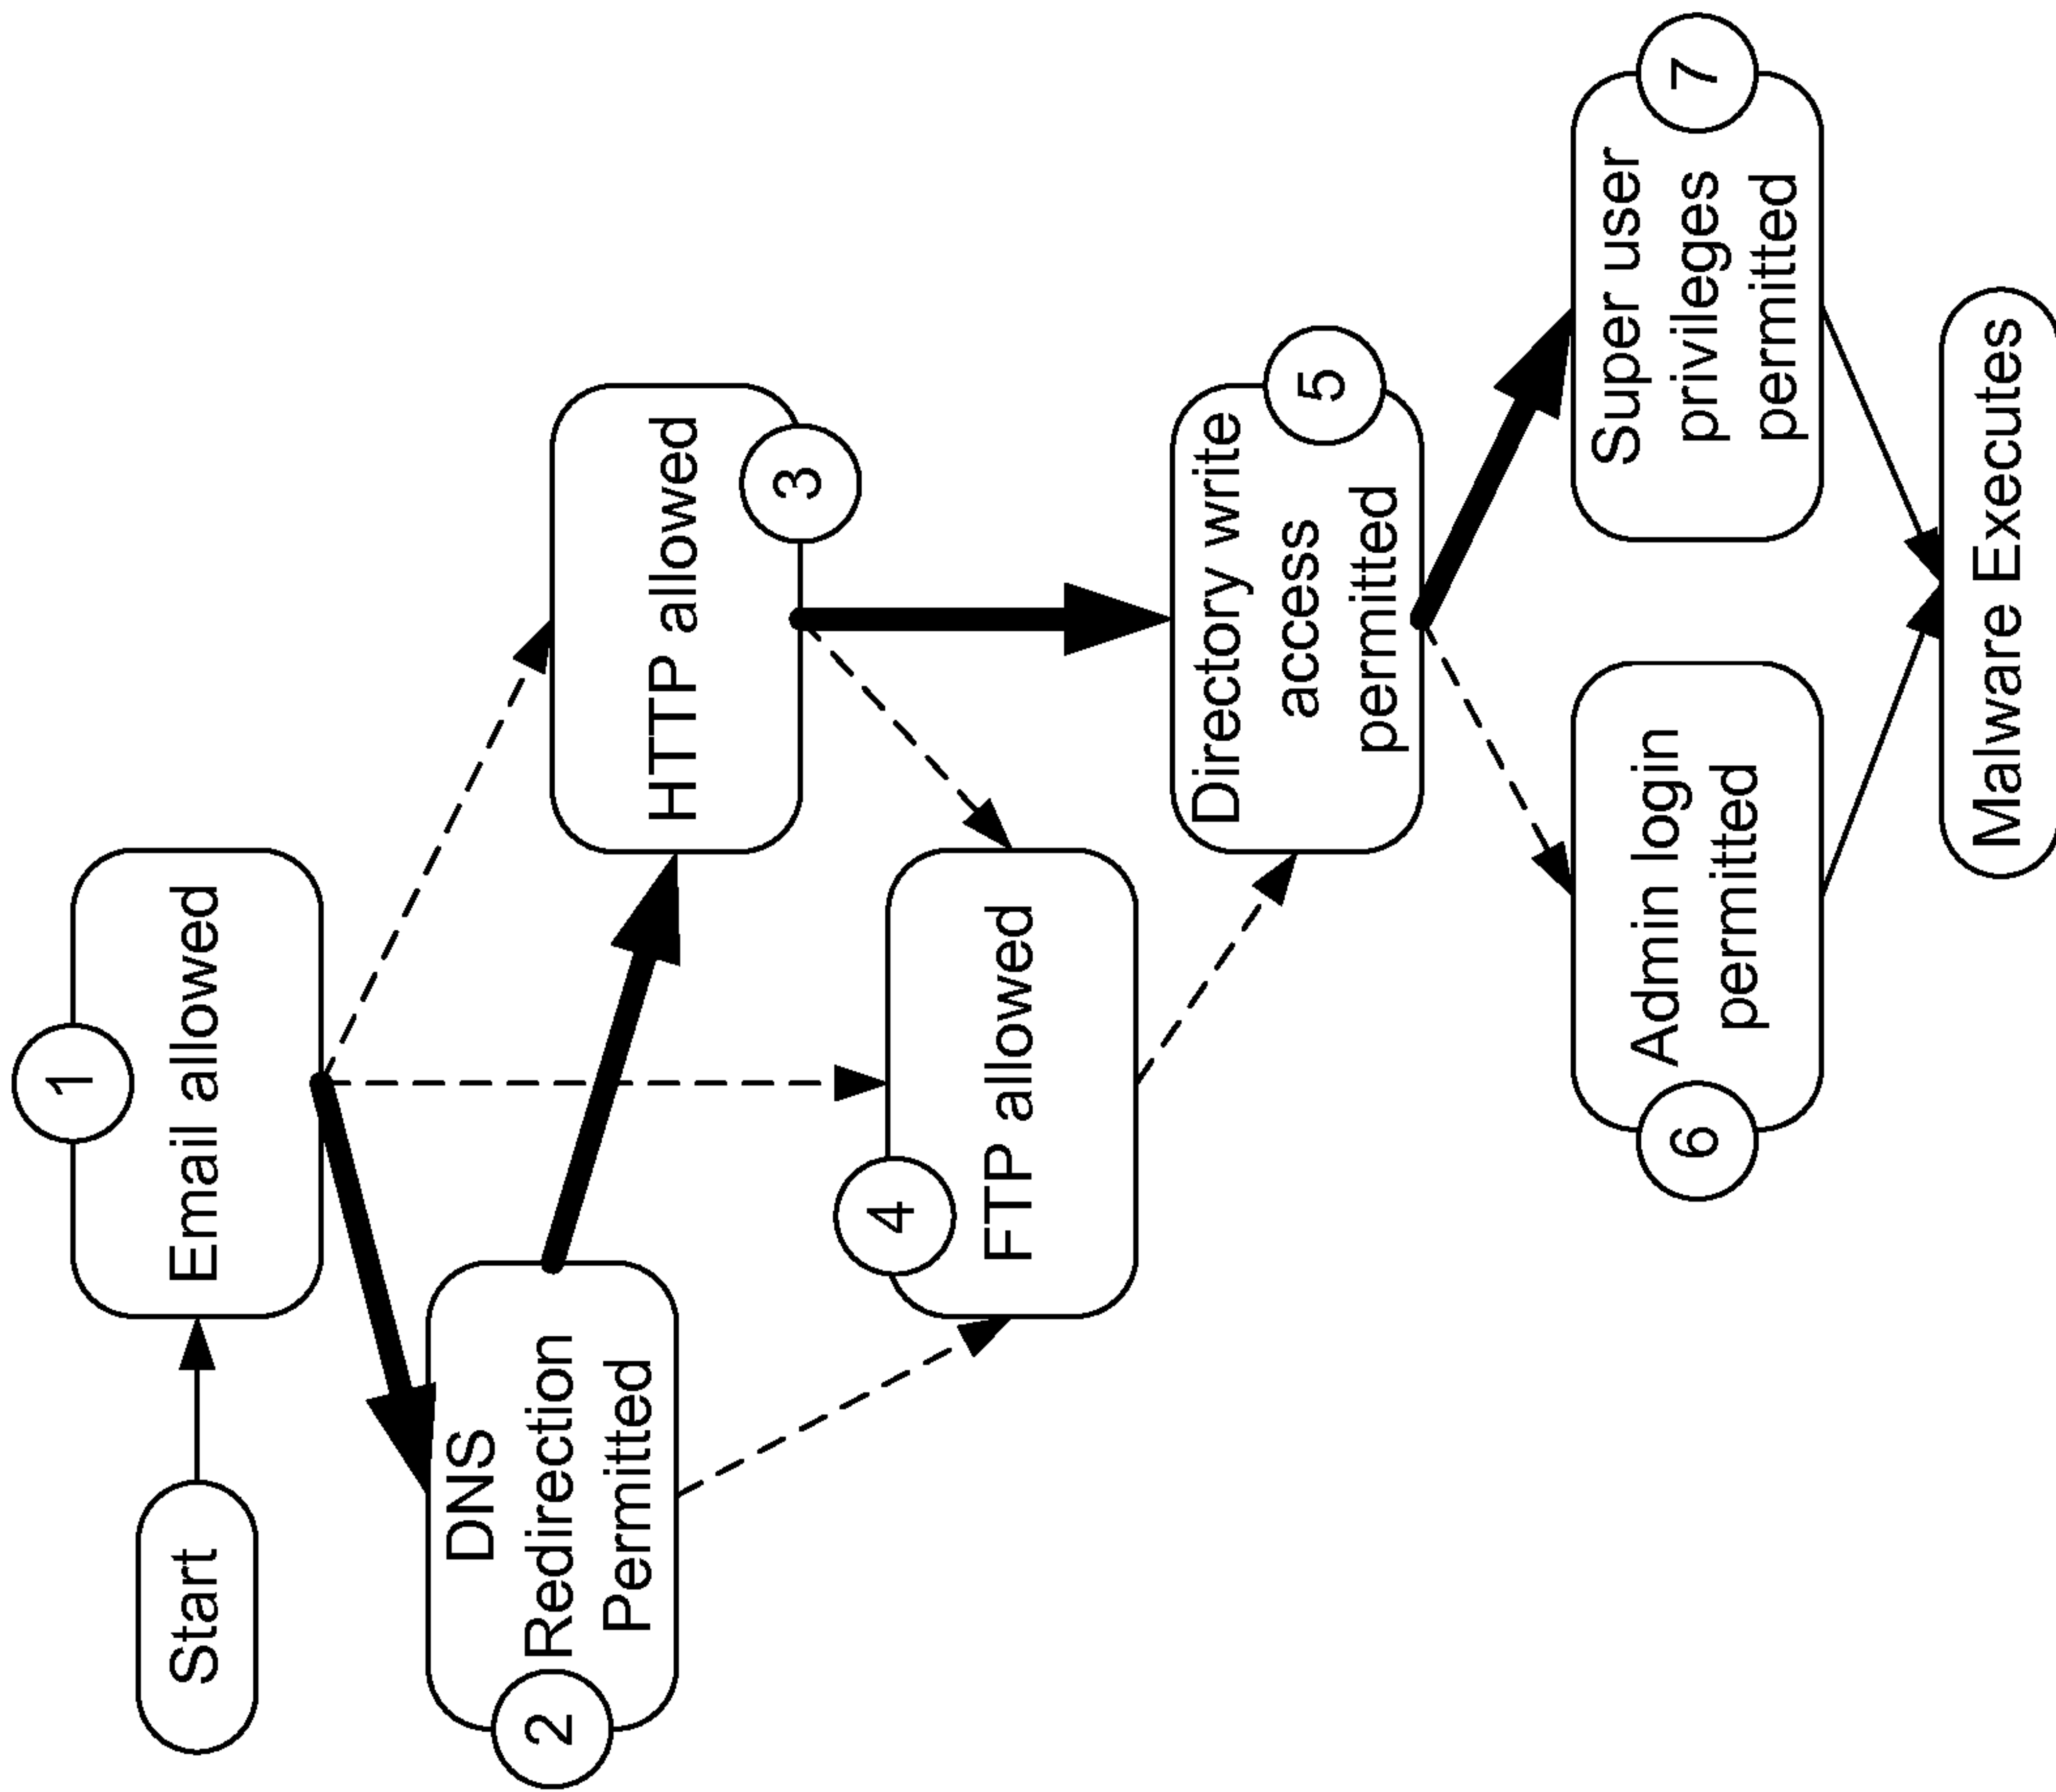 Start
1
Email allowed
2
DNS
Redirection
Permitted
HTTP allowed
3
4
FTP allowed
Directory write
access
permitted
5
6
Admin login
permitted
Super user
privileges
permitted
7
Malware Executes